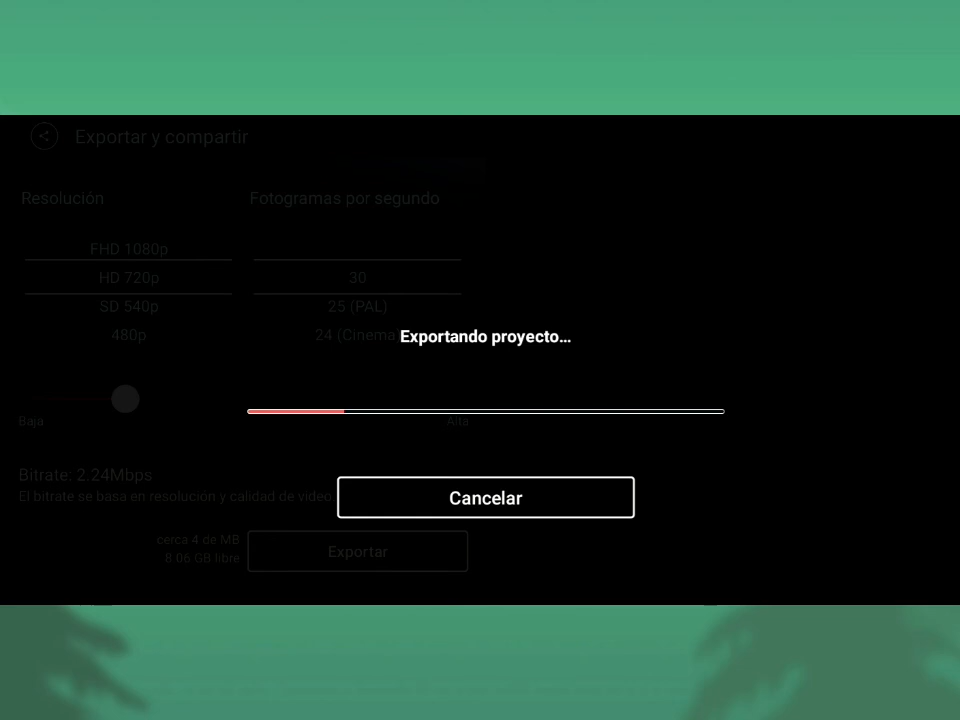 Exportar y compartir
Resolución
Fotogramas por segundo
FHD 1080p
HD 720p
30
SD 540p
25 (PAL)
480p
24 (Cinema
Exportando proyecto...
Baja
Alta
Bitrate: 2.24Mbps
El bitrate se basa en resolución y calidad de video.
Cancelar
cerca 4 de MB
8.06 GB libre
Exportar